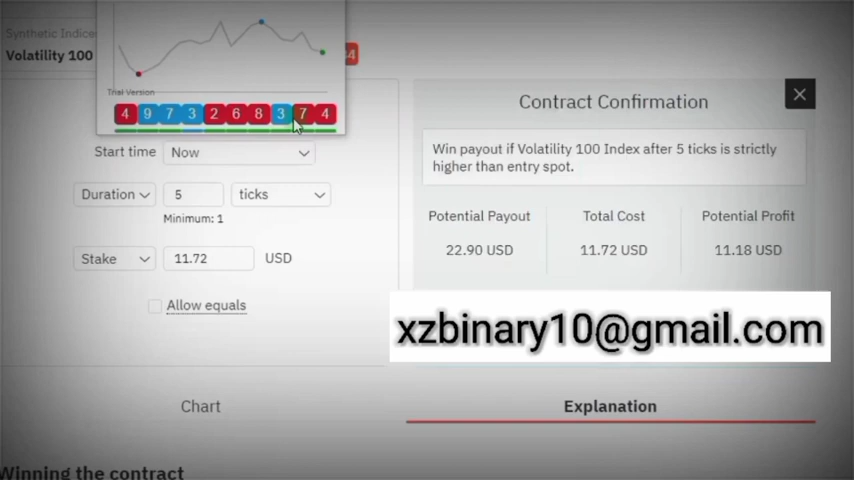 Synthetic Indice
Volatility 100
Trial Version
4 9 7 3 2 6 8 3 7 4
Start time Now
Duration 5 ticks
Minimum: 1
Stake 11.72 USD
Allow equals
Contract Confirmation
Win payout if Volatility 100 Index after 5 ticks is strictly
higher than entry spot.
Potential Payout Total Cost Potential Profit
22.90 USD 11.72 USD 11.18 USD
xzbinary10@gmail.com
Chart Explanation
Winning the contract